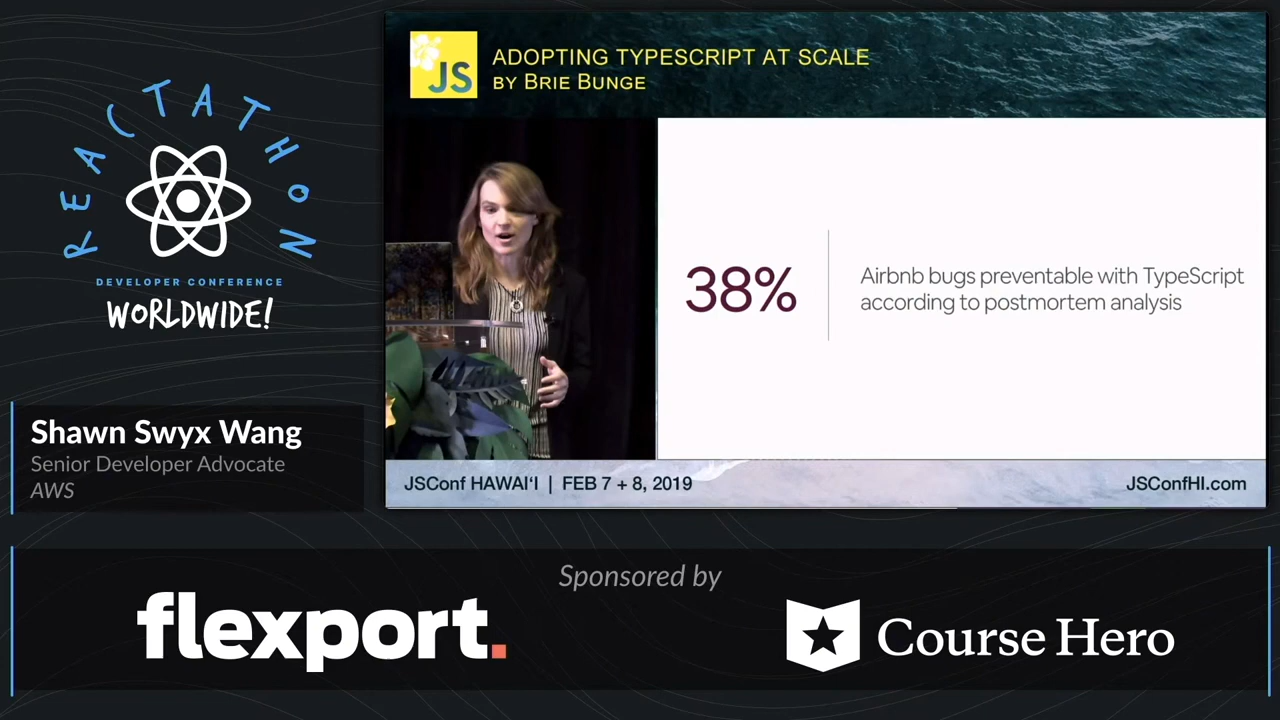 REACTATHON
DEVELOPER CONFERENCE
WORLDWIDE!
Shawn Swyx Wang
Senior Developer Advocate
AWS
JS
ADOPTING TYPESCRIPT AT SCALE
BY BRIE BUNGE
38%
Airbnb bugs preventable with TypeScript
according to postmortem analysis
JSConf HAWAI‘I | FEB 7 + 8, 2019
JSConfHI.com
Sponsored by
flexport.
Course Hero